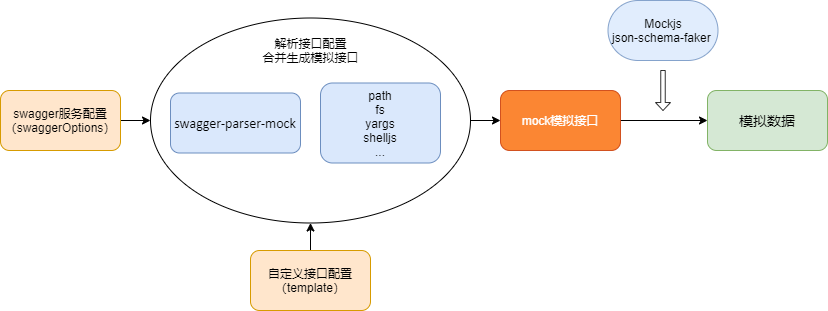 swagger服务配置
（swaggerOptions）
解析接口配置
合并生成模拟接口
swagger-parser-mock
path
fs
yargs
shelljs
...
自定义接口配置
（template）
mock模拟接口
Mockjs
json-schema-faker
模拟数据